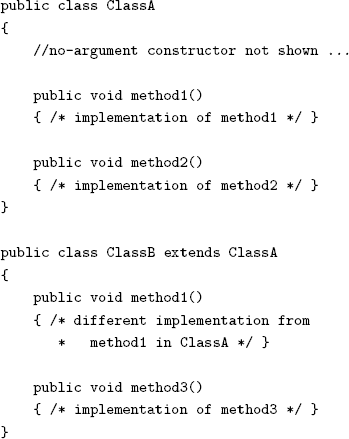 public class ClassA
{
//no-argument constructor not shown ...
public void method1()
{ /* implementation of method1 */ }
public void method2()
{ /* implementation of method2 */ }
}
public class ClassB extends ClassA
{
public void method1()
{ /* different implementation from
* method1 in ClassA */ }
public void method3()
{ /* implementation of method3 */ }
}